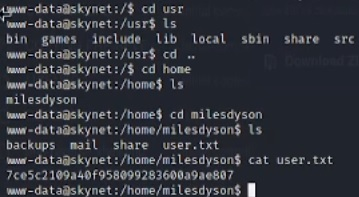 www-data@skynet:/$ cd usr
www-data@skynet:/usr$ ls
bin games include lib local sbin share src
www-data@skynet:/usr$ cd ..
www-data@skynet:/$ cd home
www-data@skynet:/home$ ls
milesdyson
www-data@skynet:/home$ cd milesdyson
www-data@skynet:/home/milesdyson$ ls
backups mail share user.txt
www-data@skynet:/home/milesdyson$ cat user.txt
7ce5c2109a40f958099283600a9ae807
www-data@skynet:/home/milesdyson$